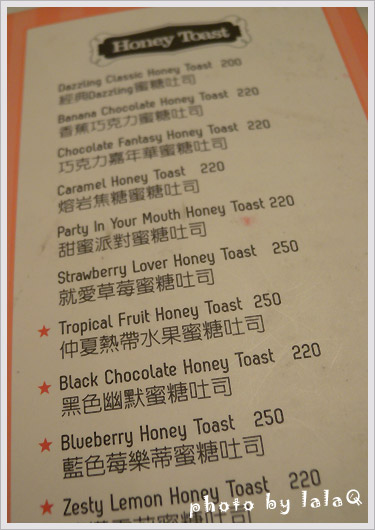 Honey Toast
Dazzling Classic Honey Toast 200
經典Dazzling蜜糖吐司
Banana Chocolate Honey Toast 220
香蕉巧克力蜜糖吐司
Chocolate Fantasy Honey Toast 220
巧克力嘉年華蜜糖吐司
Caramel Honey Toast 220
熔岩焦糖蜜糖吐司
Party In Your Mouth Honey Toast 220
甜蜜派對蜜糖吐司
Strawberry Lover Honey Toast 250
就愛草莓蜜糖吐司
★ Tropical Fruit Honey Toast 250
仲夏熱帶水果蜜糖吐司
★ Black Chocolate Honey Toast 220
黑色幽默蜜糖吐司
★ Blueberry Honey Toast 250
藍色莓樂蒂蜜糖吐司
★ Zesty Lemon Honey Toast 220
蜜糖吐司
photo by lalaQ